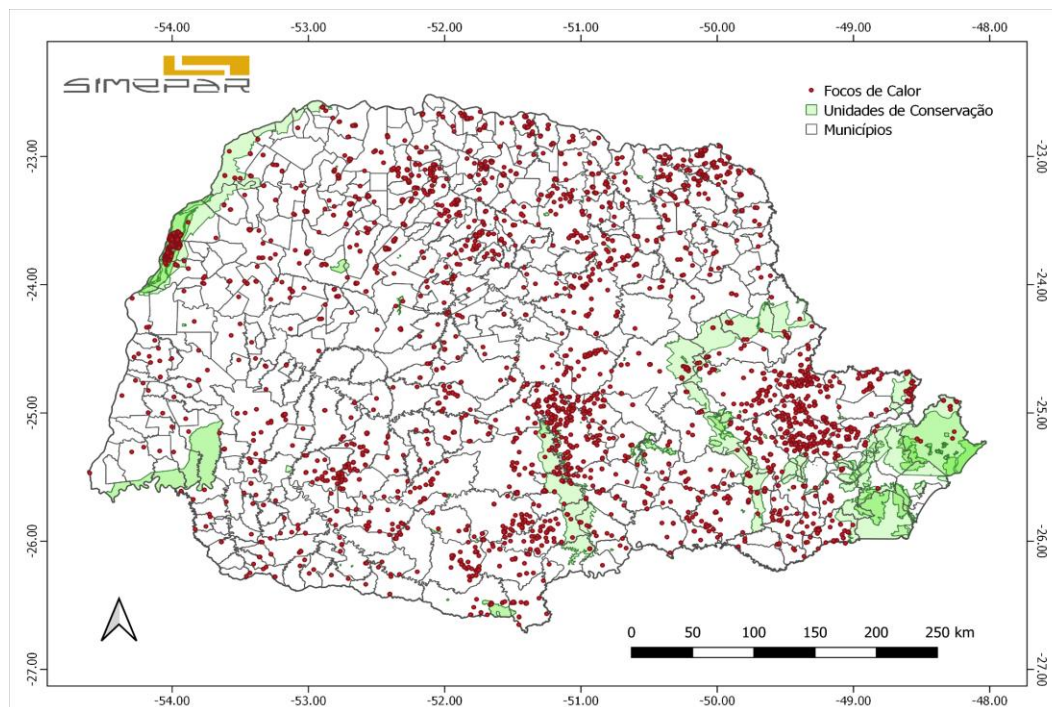 -54.00 -53.00 -52.00 -51.00 -50.00 -49.00 -48.00
SIMEPAR
Focos de Calor
Unidades de Conservação
Municípios
-23.00 -23.00
-24.00 -24.00
-25.00 -25.00
-26.00 -26.00
0 50 100 150 200 250 km
-27.00 -27.00
-54.00 -53.00 -52.00 -51.00 -50.00 -49.00 -48.00